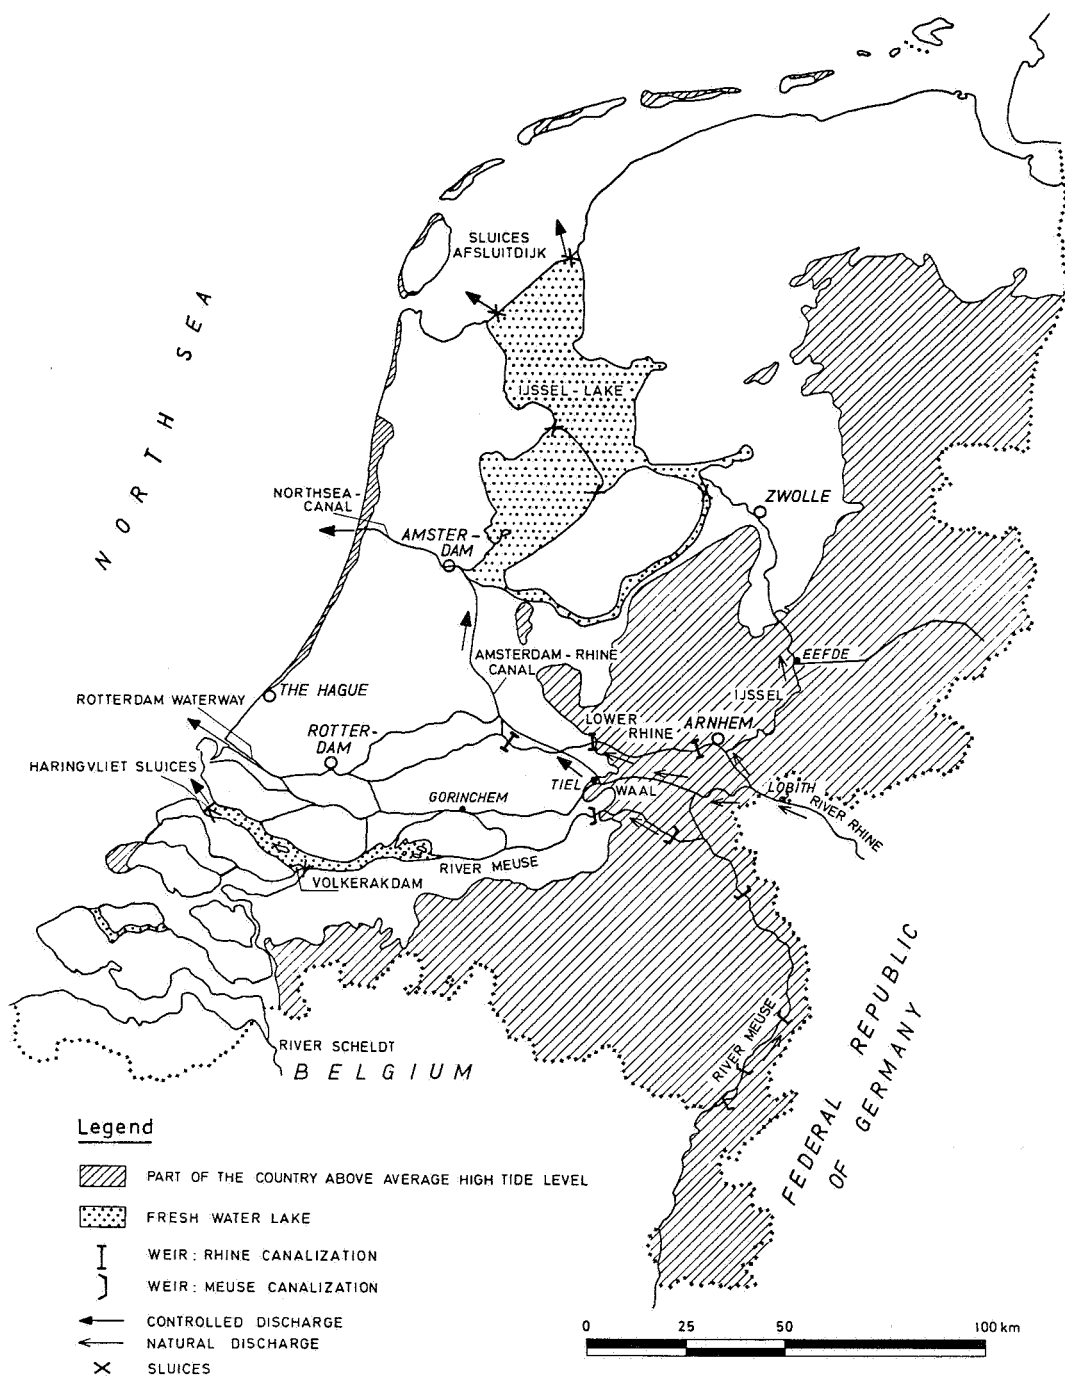 SLUICES
AFSLUITDIJK
NORTH SEA
IJSSEL-LAKE
NORTHSEA-
CANAL
AMSTER-
DAM
ZWOLLE
EEFDE
AMSTERDAM-RHINE
CANAL
IJSSEL
THE HAGUE
ROTTERDAM WATERWAY
ROTTER-
DAM
LOWER
RHINE
ARNHEM
HARINGVLIET SLUICES
TIEL
WAAL
LOBITH
RIVER RHINE
GORINCHEM
RIVER MEUSE
VOLKERAKDAM
RIVER MEUSE
RIVER SCHELDT
BELGIUM
FEDERAL REPUBLIC
OF GERMANY
Legend
PART OF THE COUNTRY ABOVE AVERAGE HIGH TIDE LEVEL
FRESH WATER LAKE
WEIR: RHINE CANALIZATION
WEIR: MEUSE CANALIZATION
CONTROLLED DISCHARGE
NATURAL DISCHARGE
SLUICES
0 25 50 100 km